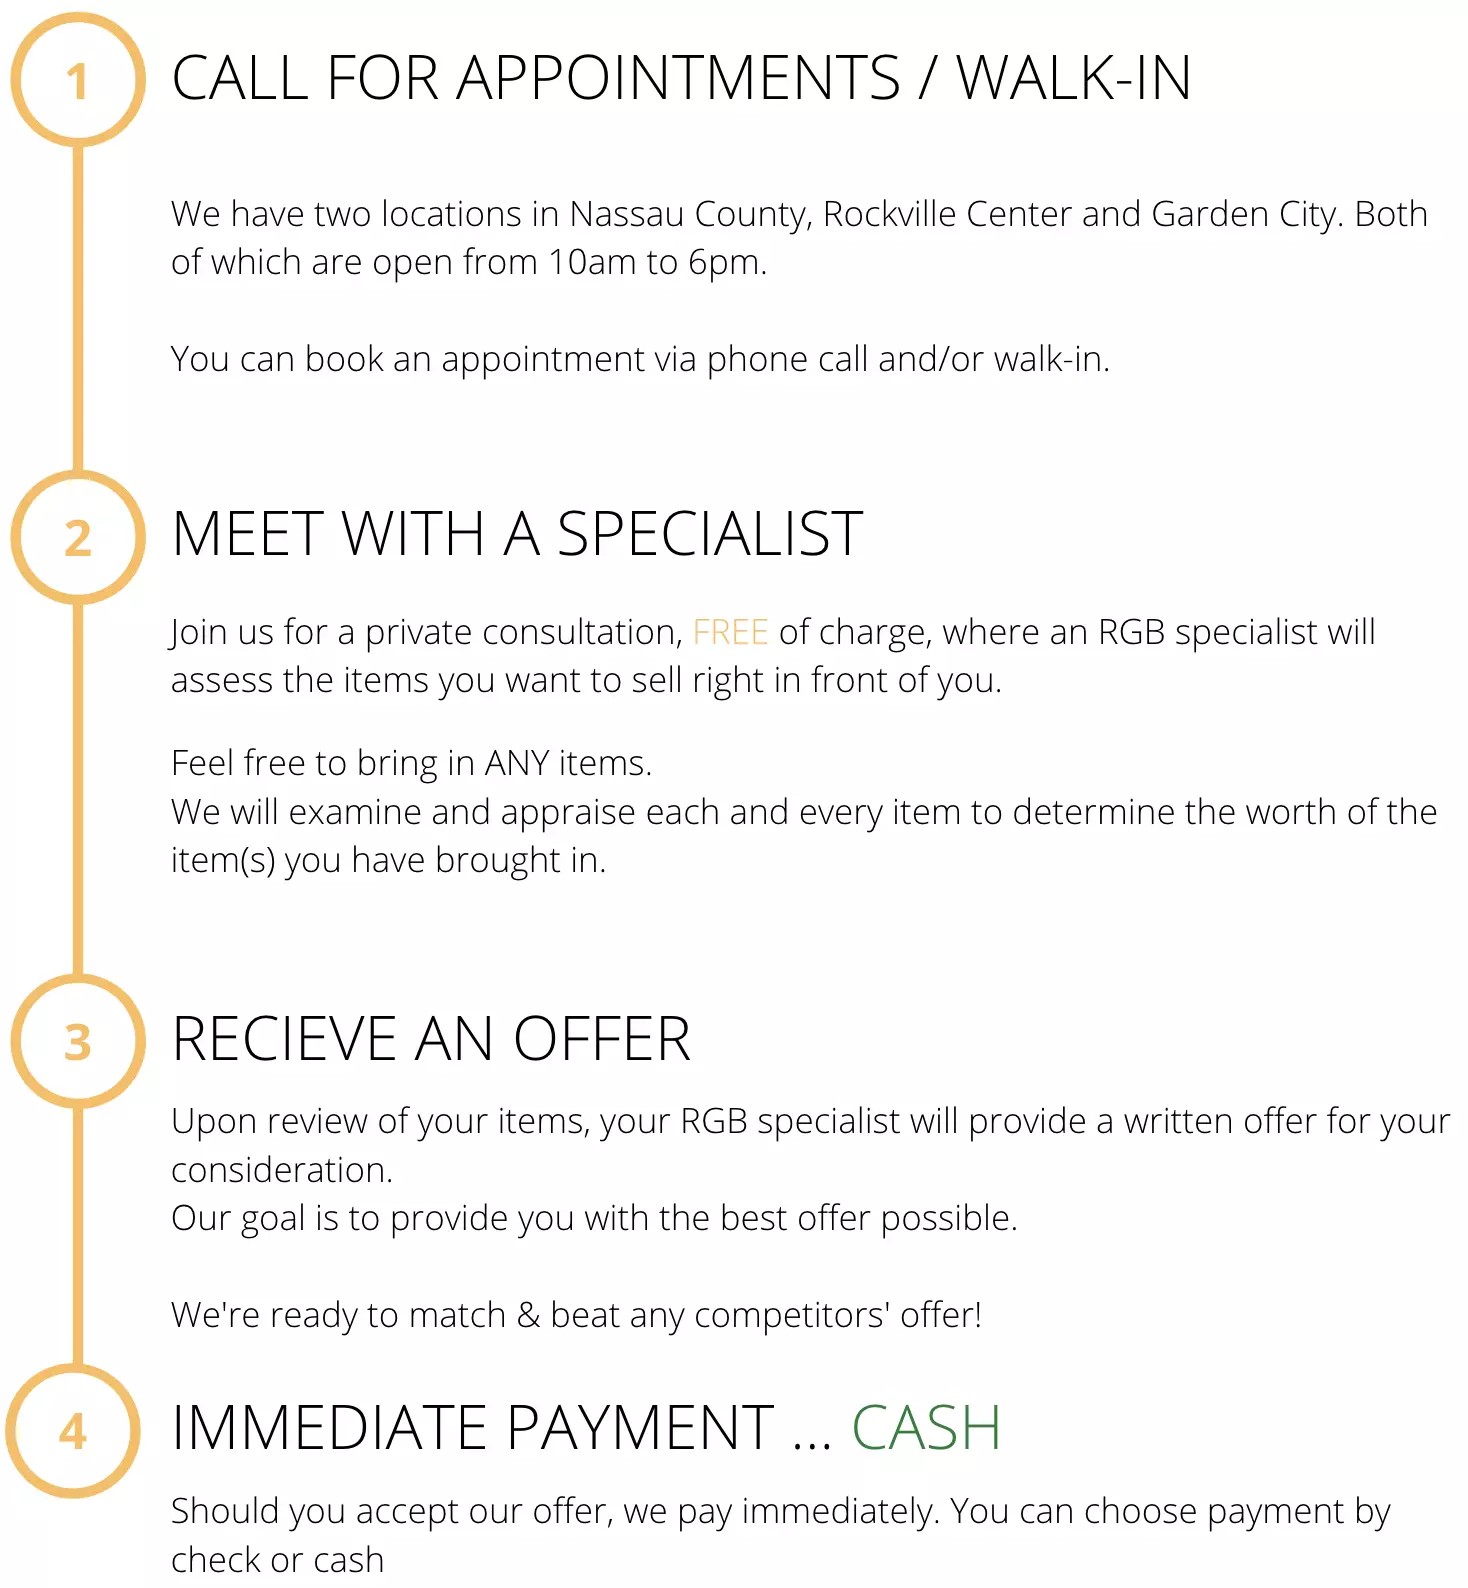 1
CALL FOR APPOINTMENTS / WALK-IN
We have two locations in Nassau County, Rockville Center and Garden City. Both
of which are open from 10am to 6pm.
You can book an appointment via phone call and/or walk-in.
2
MEET WITH A SPECIALIST
Join us for a private consultation, FREE of charge, where an RGB specialist will
assess the items you want to sell right in front of you.
Feel free to bring in ANY items.
We will examine and appraise each and every item to determine the worth of the
item(s) you have brought in.
3
RECIEVE AN OFFER
Upon review of your items, your RGB specialist will provide a written offer for your
consideration.
Our goal is to provide you with the best offer possible.
We're ready to match & beat any competitors' offer!
4
IMMEDIATE PAYMENT ... CASH
Should you accept our offer, we pay immediately. You can choose payment by
check or cash